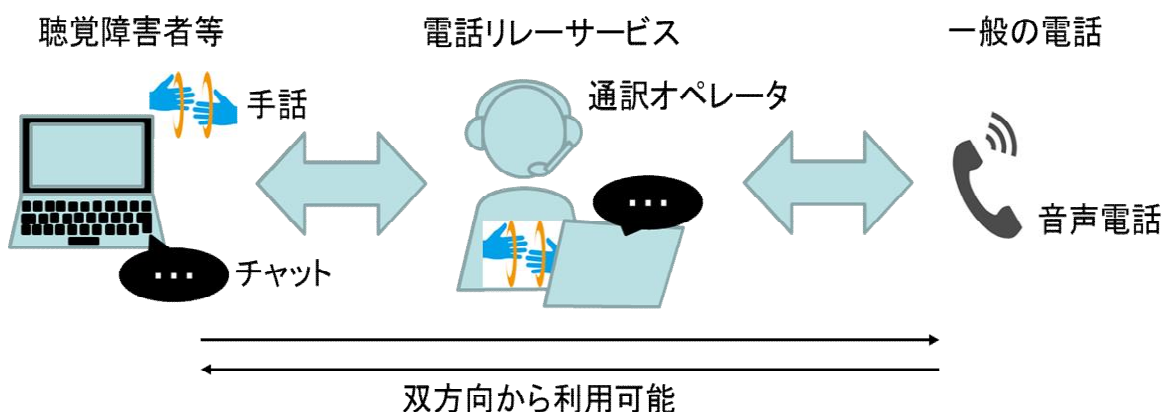 聴覚障害者等
電話リレーサービス
一般の電話
手話
通訳オペレータ
音声電話
チャット
双方向から利用可能